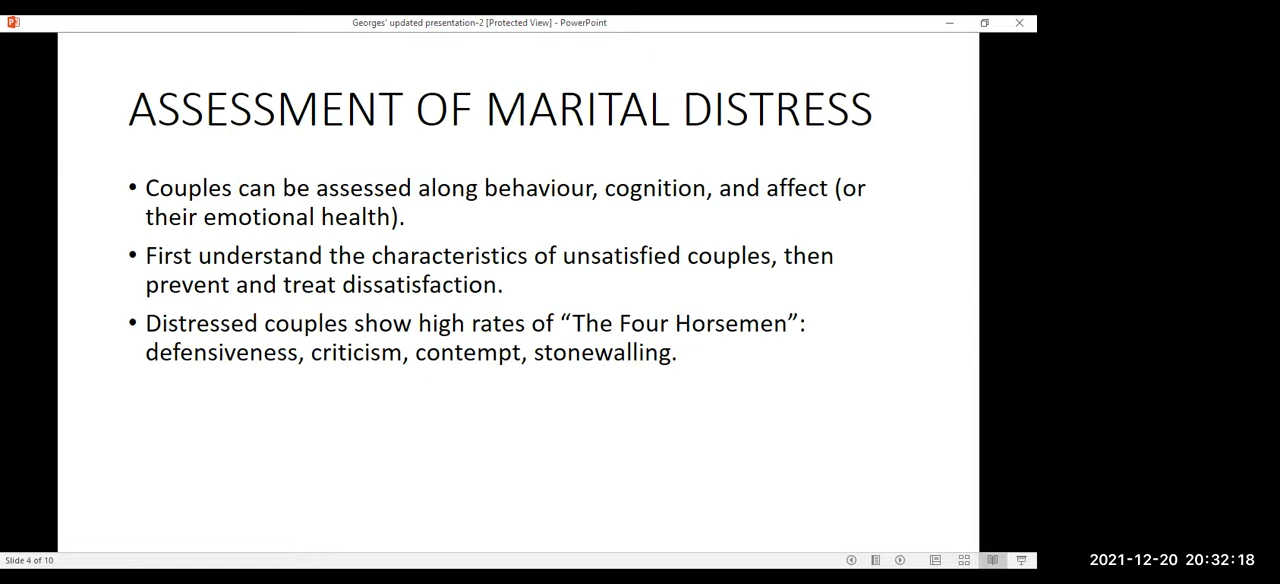 Georges' updated presentation-2 [Protected View] - PowerPoint
ASSESSMENT OF MARITAL DISTRESS
• Couples can be assessed along behaviour, cognition, and affect (or
their emotional health).
• First understand the characteristics of unsatisfied couples, then
prevent and treat dissatisfaction.
• Distressed couples show high rates of “The Four Horsemen”:
defensiveness, criticism, contempt, stonewalling.
Slide 4 of 10
2021-12-20 20:32:18